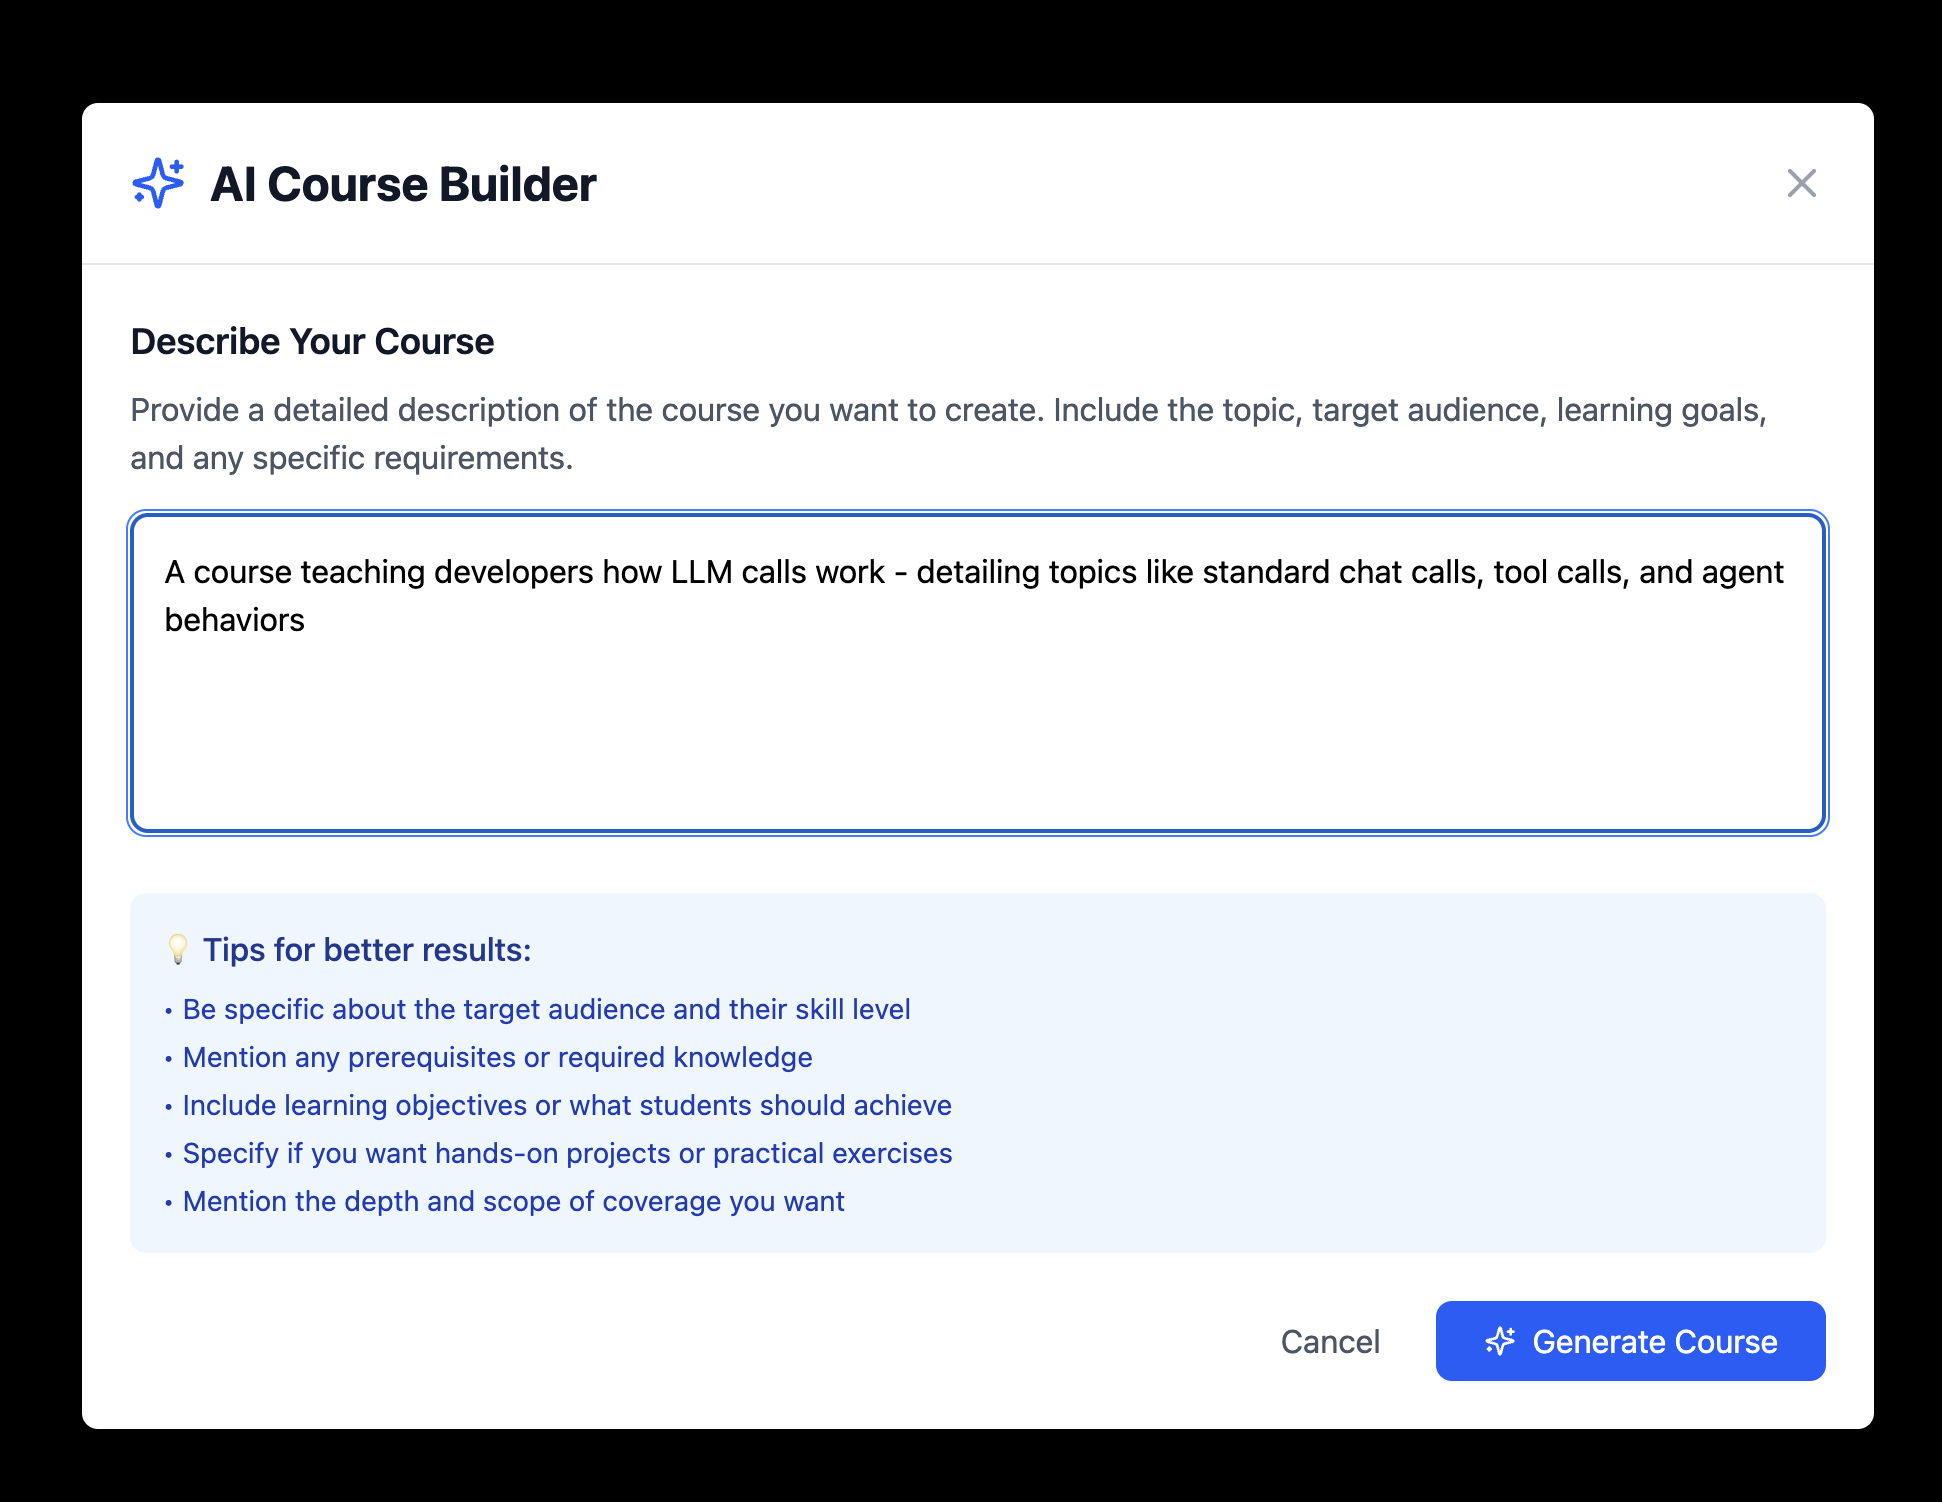 AI Course Builder
Describe Your Course
Provide a detailed description of the course you want to create. Include the topic, target audience, learning goals,
and any specific requirements.
A course teaching developers how LLM calls work - detailing topics like standard chat calls, tool calls, and agent
behaviors
💡 Tips for better results:
• Be specific about the target audience and their skill level
• Mention any prerequisites or required knowledge
• Include learning objectives or what students should achieve
• Specify if you want hands-on projects or practical exercises
• Mention the depth and scope of coverage you want
Cancel
Generate Course